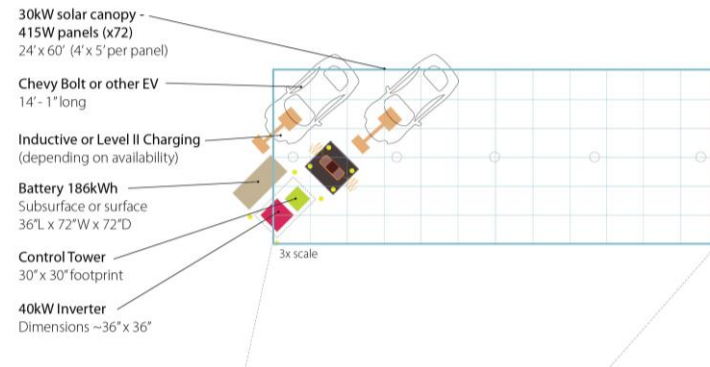 30kW solar canopy -
415W panels (x72)
24' x 60' (4' x 5' per panel)
Chevy Bolt or other EV
14' - 1" long
Inductive or Level II Charging
(depending on availability)
Battery 186kWh
Subsurface or surface
36"L x 72"W x 72"D
Control Tower
30" x 30" footprint
40kW Inverter
Dimensions ~36" x 36"
3x scale